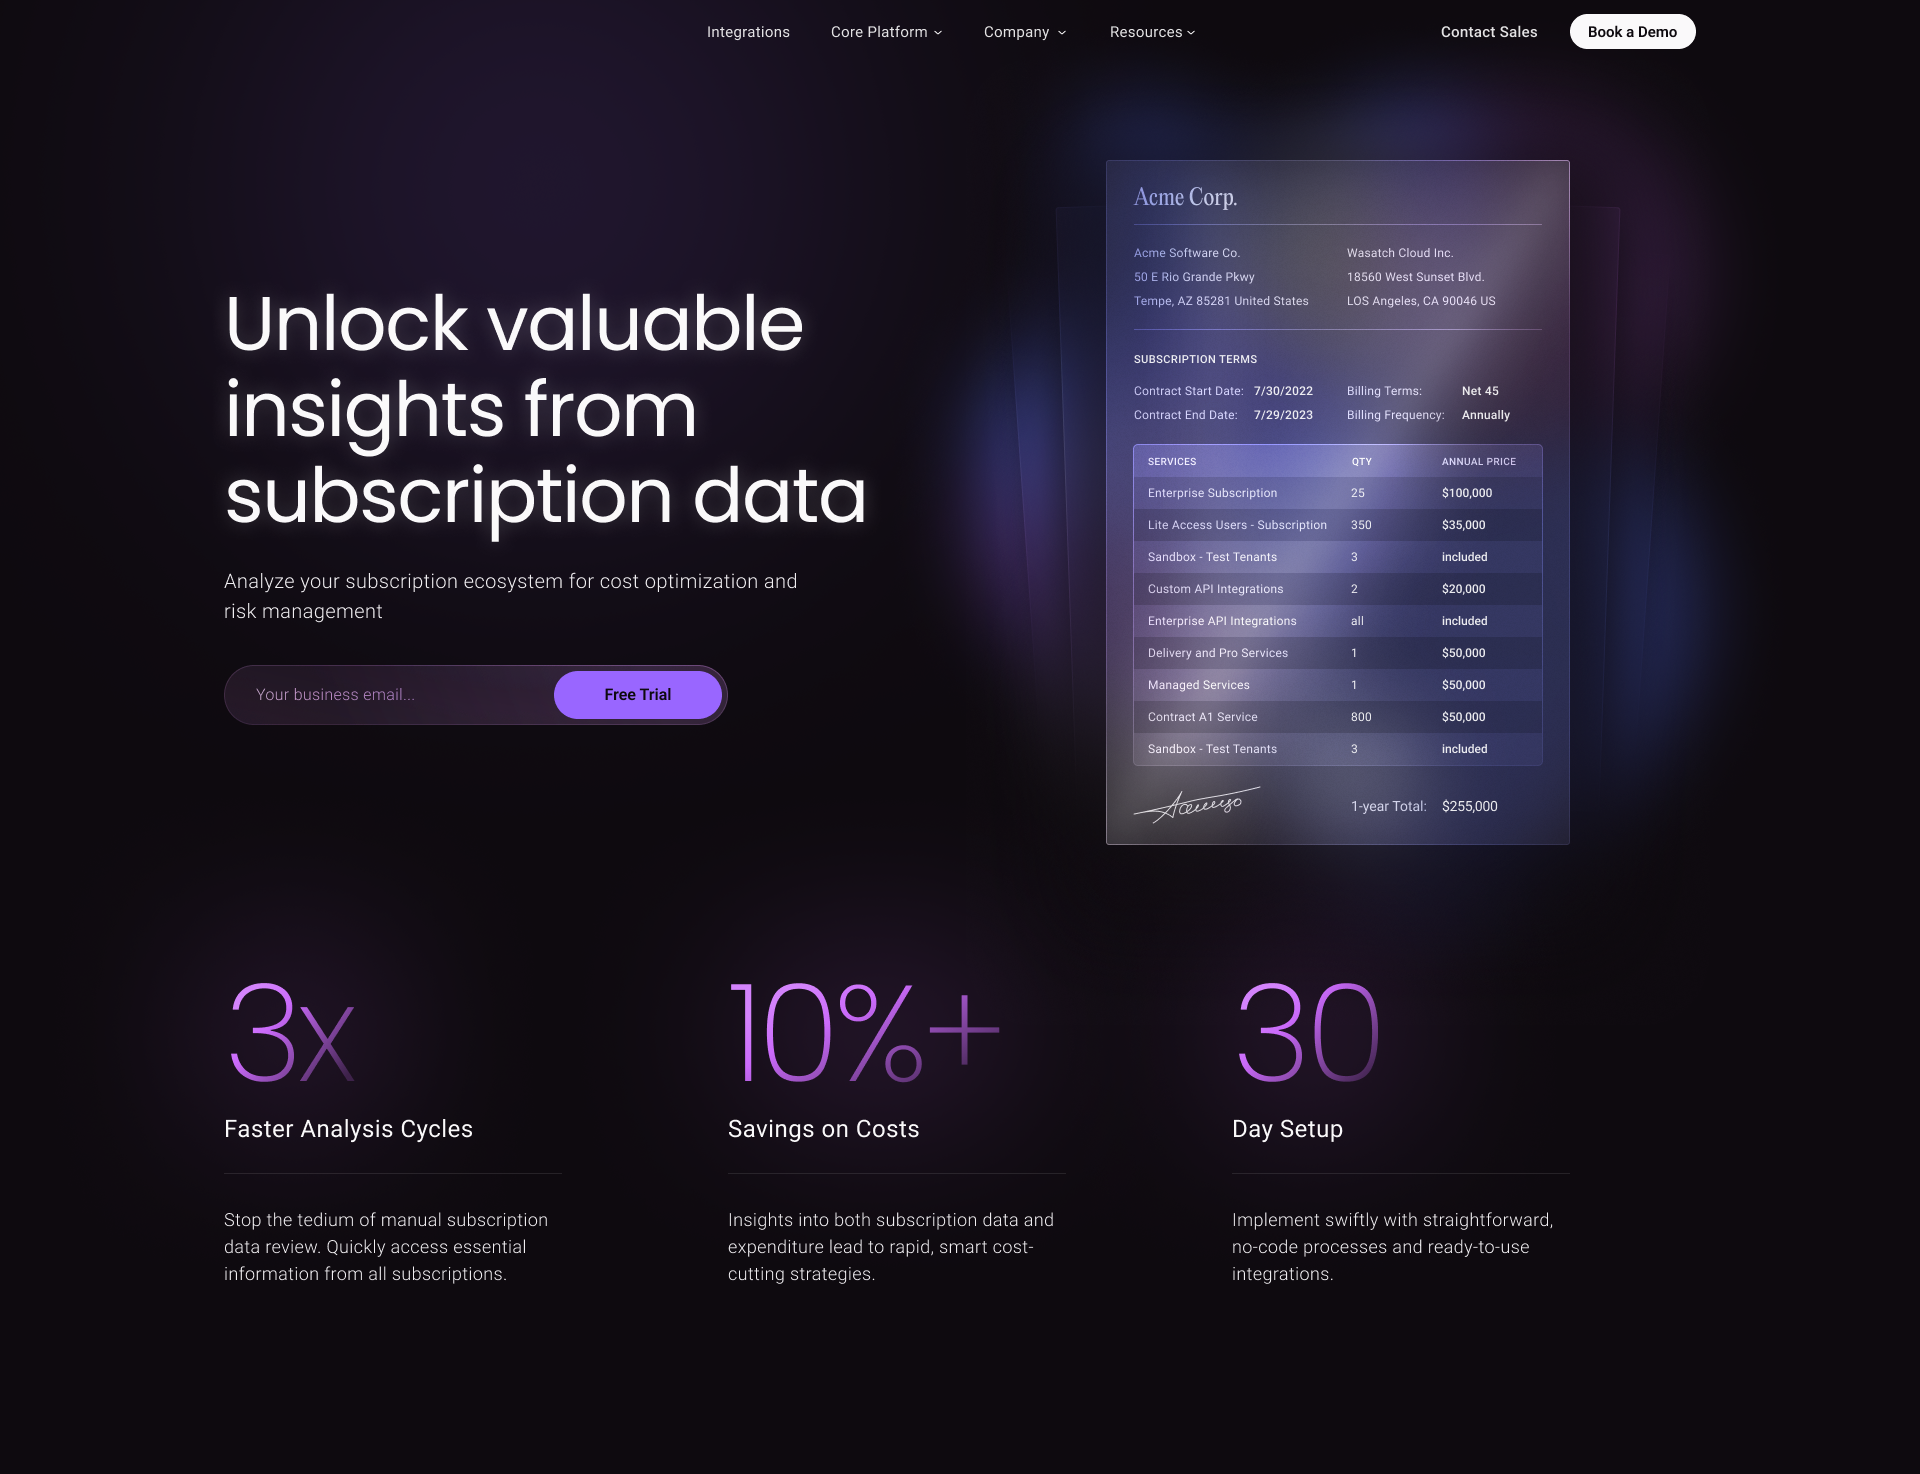 Integrations Core Platform Company Resources Contact Sales Book a Demo
Unlock valuable
insights from
subscription data
Analyze your subscription ecosystem for cost optimization and
risk management
Your business email... Free Trial
Acme Corp.
Acme Software Co. Wasatch Cloud Inc.
50 E Rio Grande Pkwy 18560 West Sunset Blvd.
Tempe, AZ 85281 United States LOS Angeles, CA 90046 US
SUBSCRIPTION TERMS
Contract Start Date: 7/30/2022 Billing Terms: Net 45
Contract End Date: 7/29/2023 Billing Frequency: Annually
SERVICES QTY ANNUAL PRICE
Enterprise Subscription 25 $100,000
Lite Access Users - Subscription 350 $35,000
Sandbox - Test Tenants 3 included
Custom API Integrations 2 $20,000
Enterprise API Integrations all included
Delivery and Pro Services 1 $50,000
Managed Services 1 $50,000
Contract A1 Service 800 $50,000
Sandbox - Test Tenants 3 included
1-year Total: $255,000
3x
Faster Analysis Cycles
Stop the tedium of manual subscription
data review. Quickly access essential
information from all subscriptions.
10%+
Savings on Costs
Insights into both subscription data and
expenditure lead to rapid, smart cost-
cutting strategies.
30
Day Setup
Implement swiftly with straightforward,
no-code processes and ready-to-use
integrations.